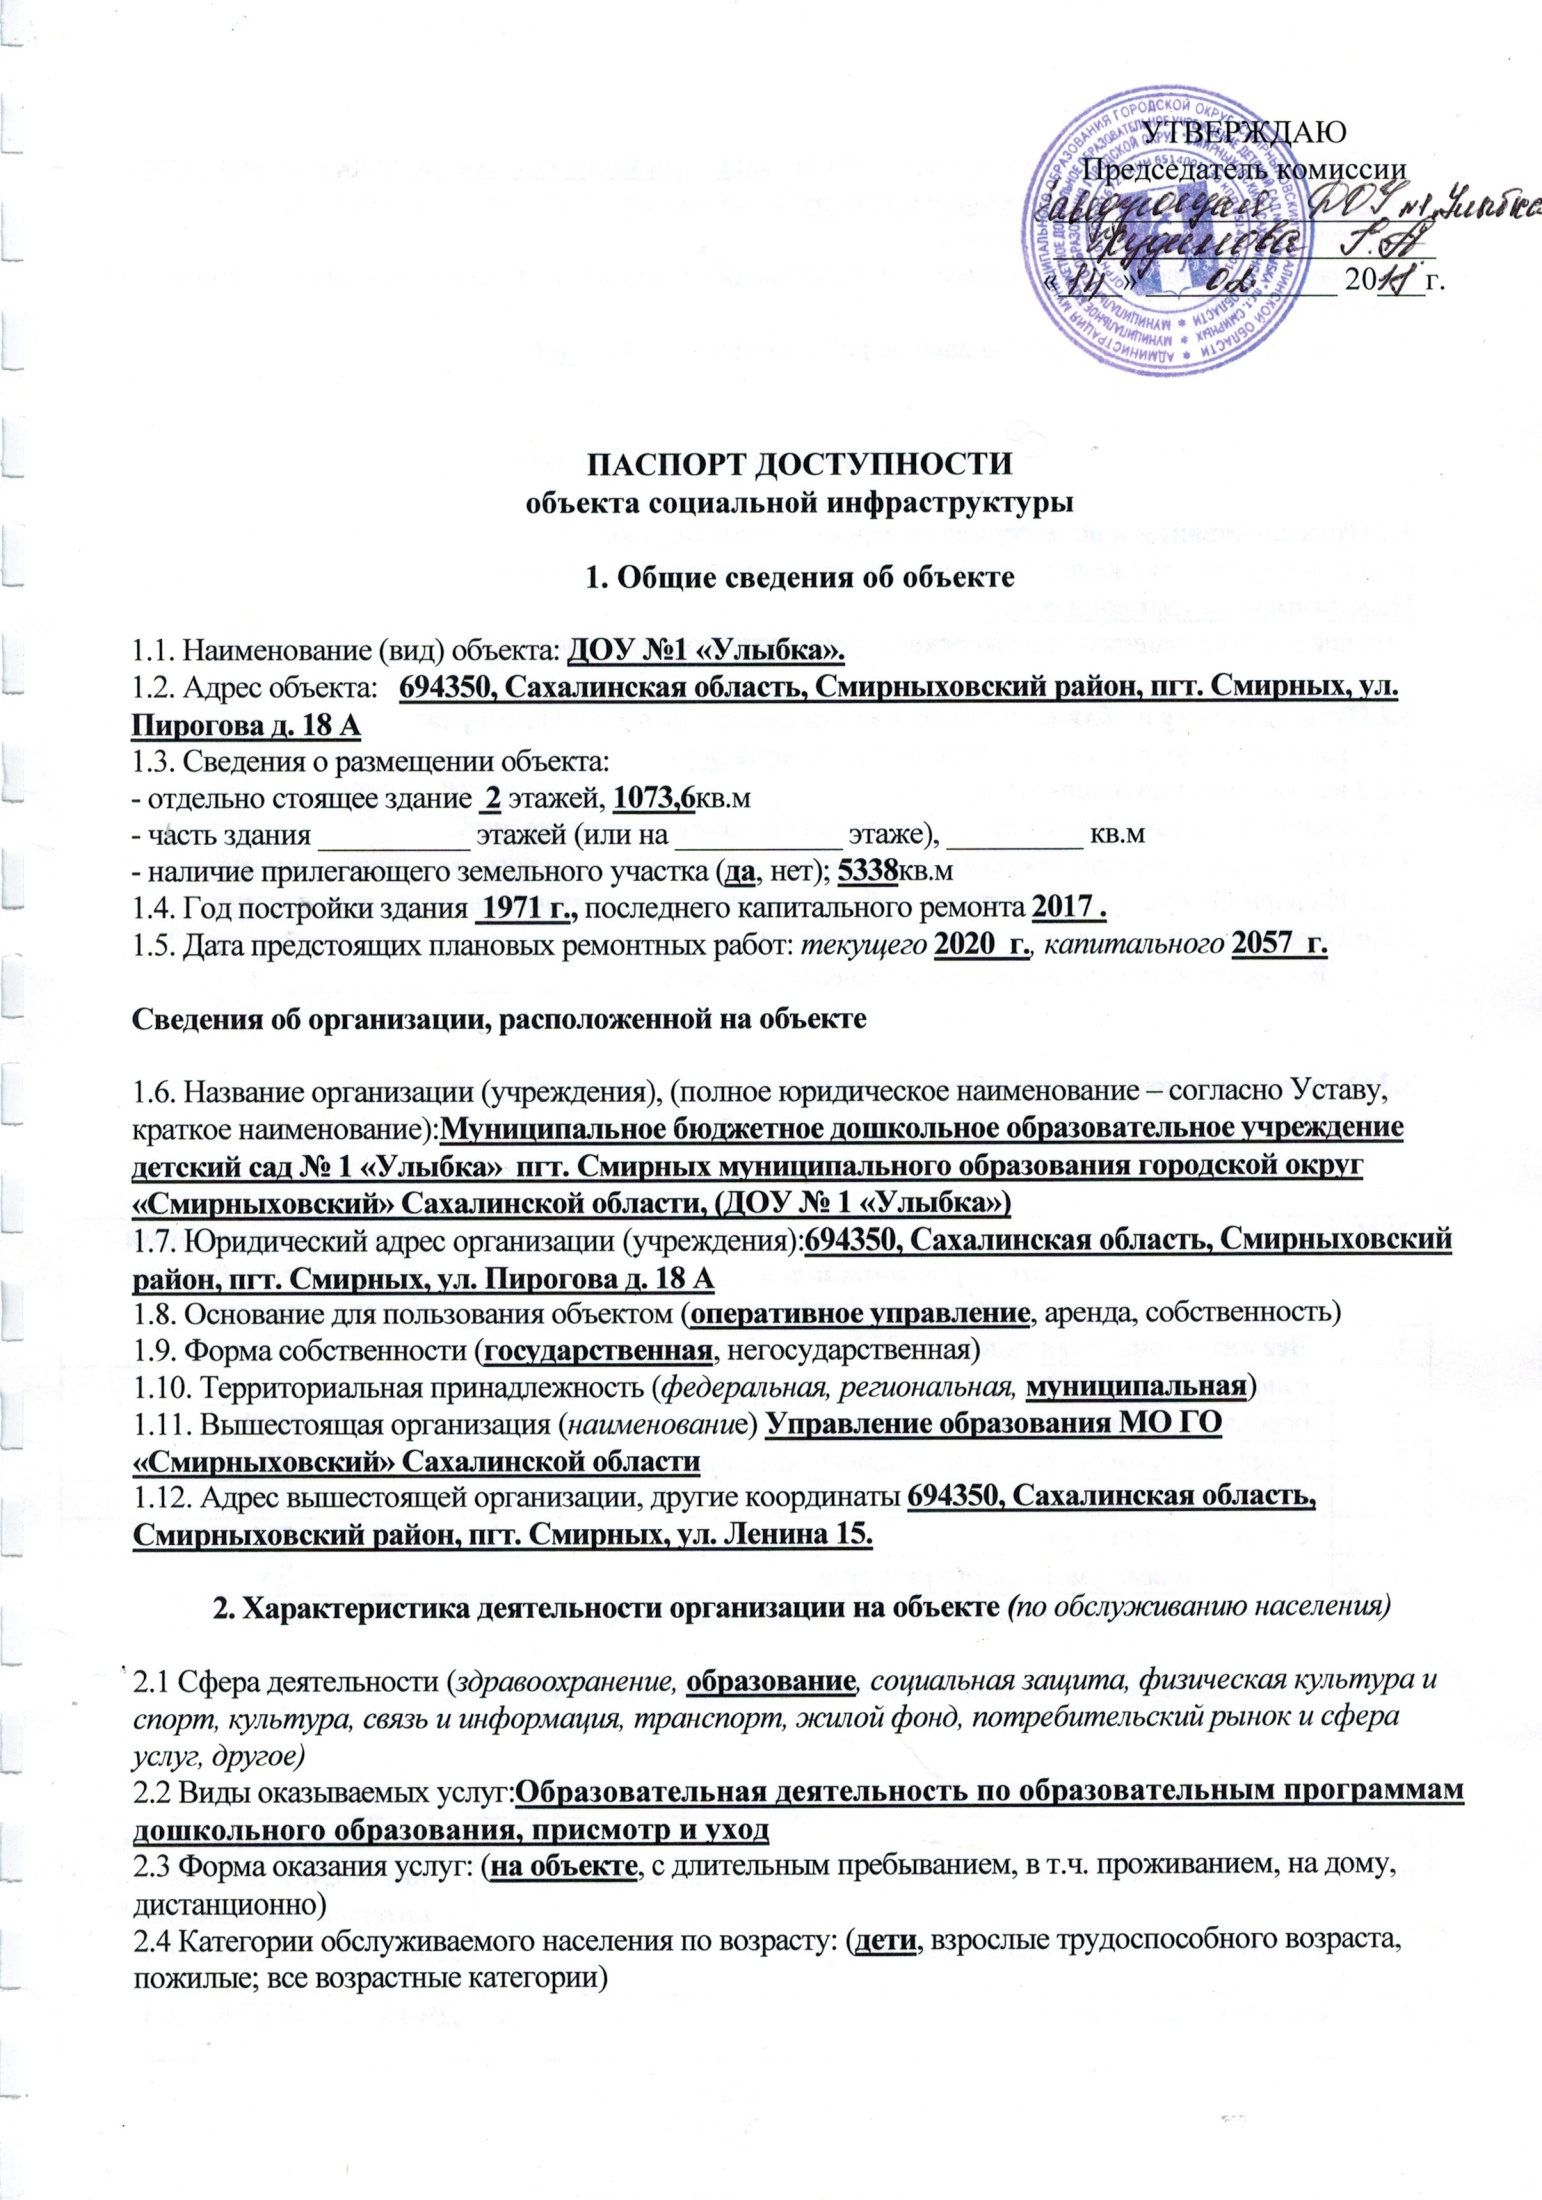 УТВЕРЖДАЮ
Председатель комиссии
Заведующая ДОУ №1 „Улыбка
Г.А.
«14» 02 20 г.
ПАСПОРТ ДОСТУПНОСТИ
объекта социальной инфраструктуры
1. Общие сведения об объекте
1.1. Наименование (вид) объекта: ДОУ №1 «Улыбка».
1.2. Адрес объекта: 694350, Сахалинская область, Смирныховский район, пгт. Смирных, ул.
Пирогова д. 18 А
1.3. Сведения о размещении объекта:
- отдельно стоящее здание 2 этажей, 1073,6кв.м
- часть здания ___________ этажей (или на ____________ этаже), __________ кв.м
- наличие прилегающего земельного участка (да, нет); 5338кв.м
1.4. Год постройки здания 1971 г., последнего капитального ремонта 2017 .
1.5. Дата предстоящих плановых ремонтных работ: текущего 2020 г., капитального 2057 г.
Сведения об организации, расположенной на объекте
1.6. Название организации (учреждения), (полное юридическое наименование – согласно Уставу,
краткое наименование):Муниципальное бюджетное дошкольное образовательное учреждение
детский сад № 1 «Улыбка» пгт. Смирных муниципального образования городской округ
«Смирныховский» Сахалинской области, (ДОУ № 1 «Улыбка»)
1.7. Юридический адрес организации (учреждения):694350, Сахалинская область, Смирныховский
район, пгт. Смирных, ул. Пирогова д. 18 А
1.8. Основание для пользования объектом (оперативное управление, аренда, собственность)
1.9. Форма собственности (государственная, негосударственная)
1.10. Территориальная принадлежность (федеральная, региональная, муниципальная)
1.11. Вышестоящая организация (наименование) Управление образования МО ГО
«Смирныховский» Сахалинской области
1.12. Адрес вышестоящей организации, другие координаты 694350, Сахалинская область,
Смирныховский район, пгт. Смирных, ул. Ленина 15.
2. Характеристика деятельности организации на объекте (по обслуживанию населения)
2.1 Сфера деятельности (здравоохранение, образование, социальная защита, физическая культура и
спорт, культура, связь и информация, транспорт, жилой фонд, потребительский рынок и сфера
услуг, другое)
2.2 Виды оказываемых услуг:Образовательная деятельность по образовательным программам
дошкольного образования, присмотр и уход
2.3 Форма оказания услуг: (на объекте, с длительным пребыванием, в т.ч. проживанием, на дому,
дистанционно)
2.4 Категории обслуживаемого населения по возрасту: (дети, взрослые трудоспособного возраста,
пожилые; все возрастные категории)